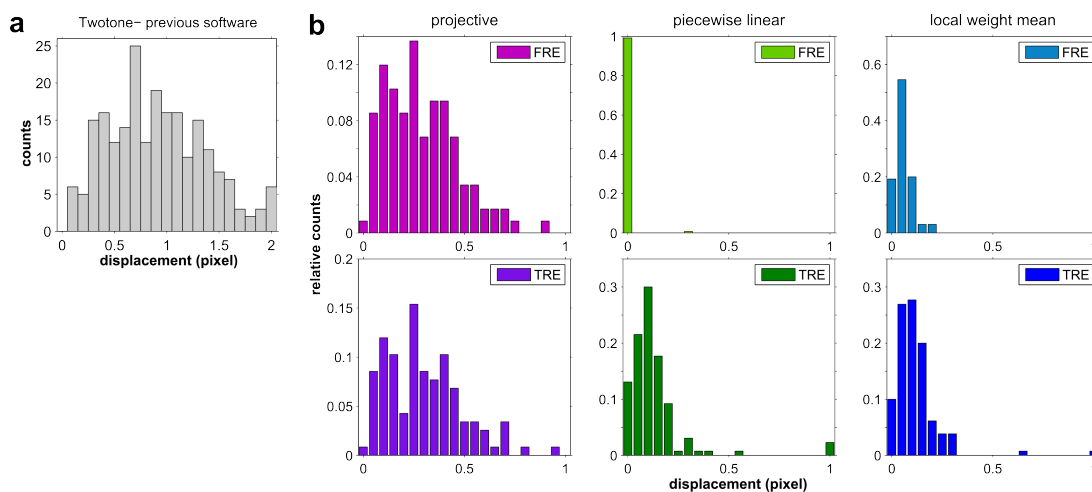 a
Twotone− previous software
25
20
15
10
5
0
counts
0 0.5 1 1.5 2
displacement (pixel)
b
projective
piecewise linear
local weight mean
relative counts
FRE
0.12
0.08
0.04
0
0 0.5 1
FRE
1
0.8
0.6
0.4
0.2
0
0 0.5 1
FRE
0.6
0.4
0.2
0
0 0.5
TRE
0.2
0.15
0.1
0.05
0
0 0.5 1
TRE
0.3
0.2
0.1
0
0 0.5 1
TRE
0.3
0.2
0.1
0
0 0.5
displacement (pixel)